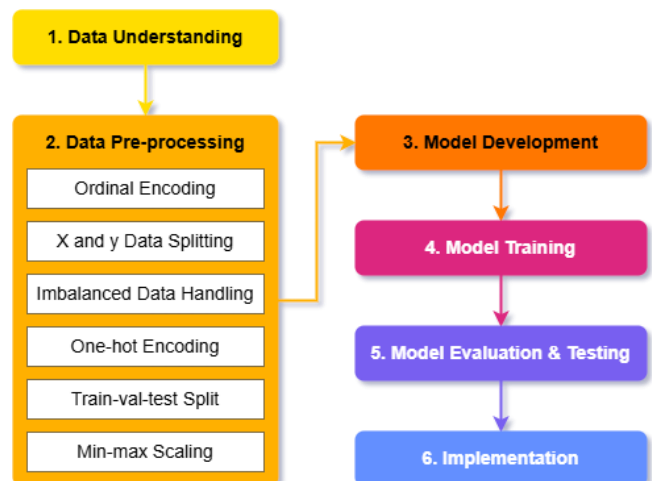 1. Data Understanding
2. Data Pre-processing
Ordinal Encoding
X and y Data Splitting
Imbalanced Data Handling
One-hot Encoding
Train-val-test Split
Min-max Scaling
3. Model Development
4. Model Training
5. Model Evaluation & Testing
6. Implementation